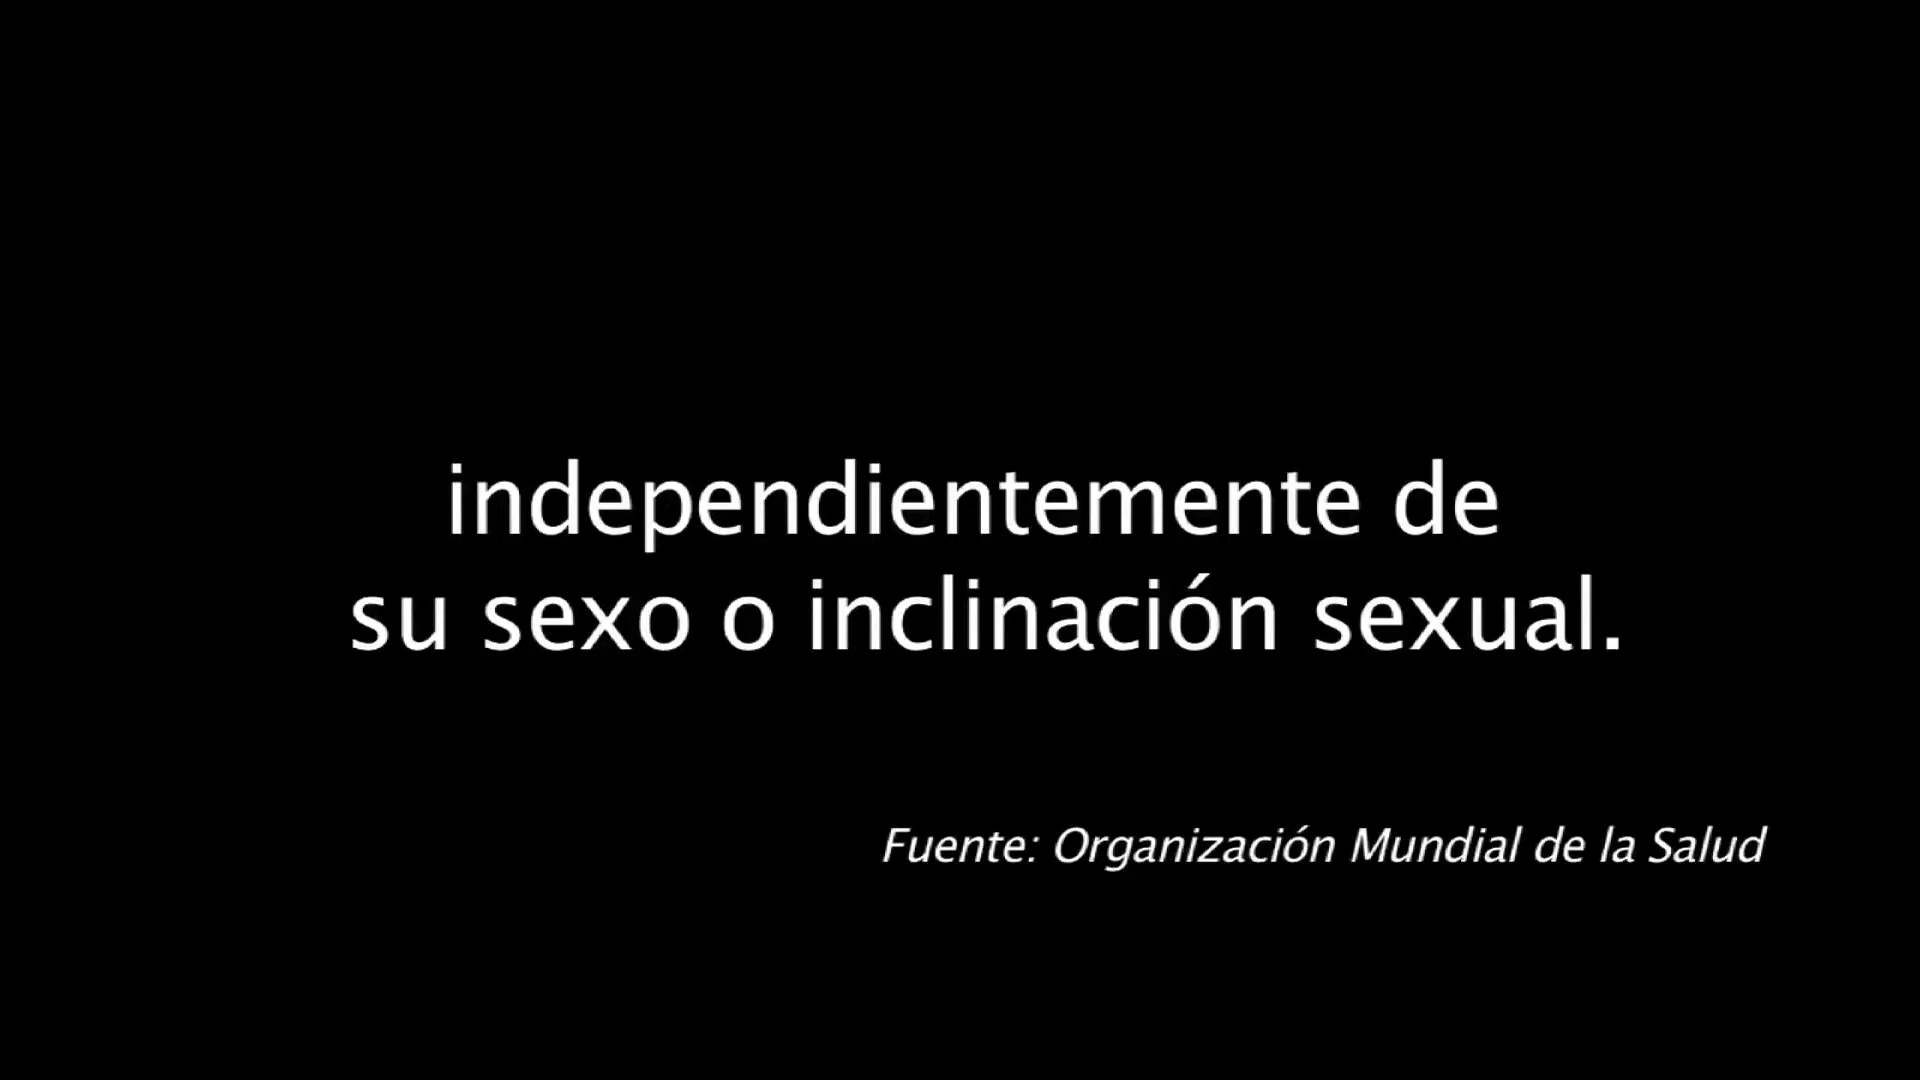 independientemente de
su sexo o inclinación sexual.
Fuente: Organización Mundial de la Salud